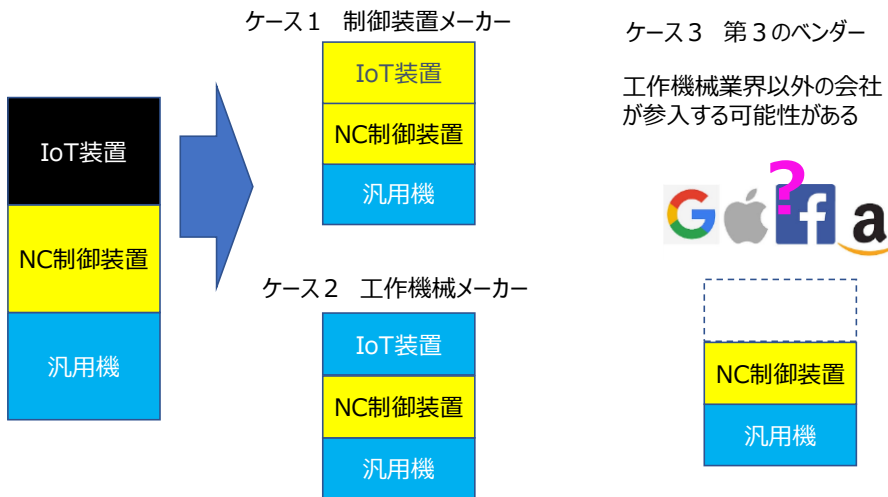 IoT装置
NC制御装置
汎用機
ケース１　制御装置メーカー
IoT装置
NC制御装置
汎用機
ケース２　工作機械メーカー
IoT装置
NC制御装置
汎用機
ケース３　第３のベンダー
工作機械業界以外の会社
が参入する可能性がある
?
G f a
NC制御装置
汎用機